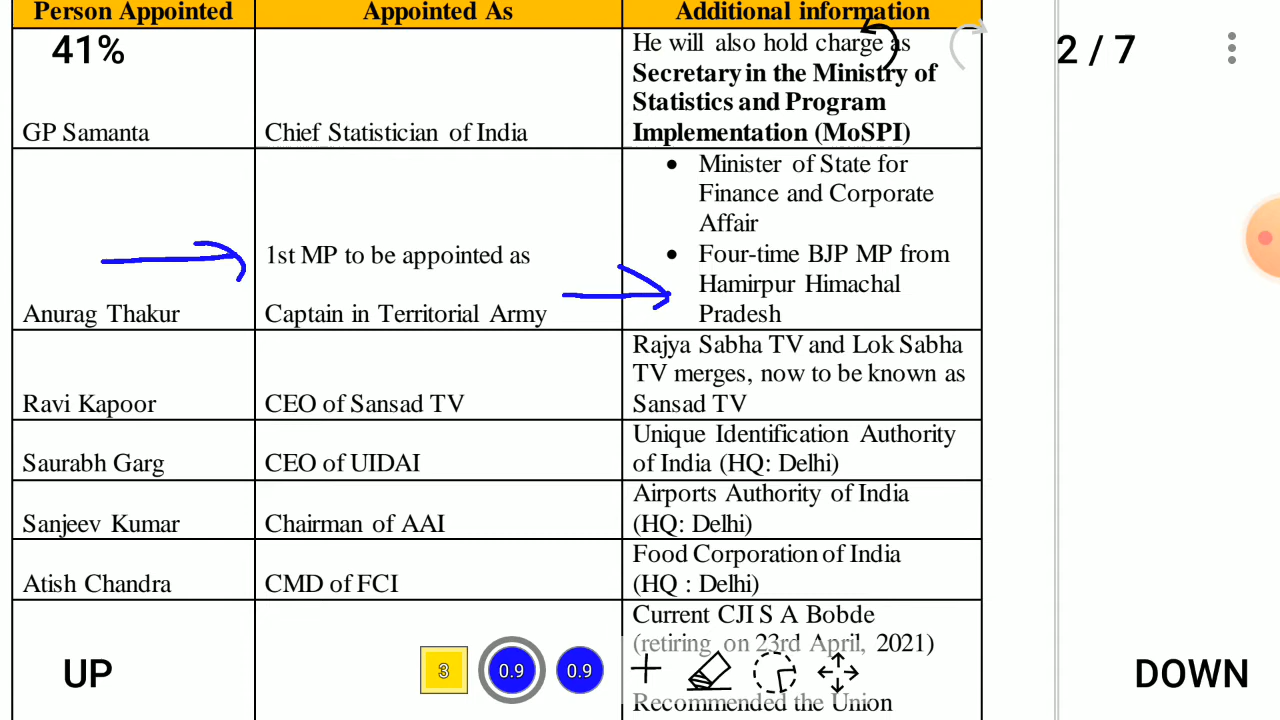 Person Appointed Appointed As Additional information
41%
2 / 7
He will also hold charge as
Secretary in the Ministry of
Statistics and Program
GP Samanta Chief Statistician of India Implementation (MoSPI)
• Minister of State for
Finance and Corporate
Affair
1st MP to be appointed as • Four-time BJP MP from
Hamirpur Himachal
Anurag Thakur Captain in Territorial Army Pradesh
Rajya Sabha TV and Lok Sabha
TV merges, now to be known as
Ravi Kapoor CEO of Sansad TV Sansad TV
Unique Identification Authority
Saurabh Garg CEO of UIDAI of India (HQ: Delhi)
Airports Authority of India
Sanjeev Kumar Chairman of AAI (HQ: Delhi)
Food Corporation of India
Atish Chandra CMD of FCI (HQ : Delhi)
Current CJI S A Bobde
(retiring on 23rd April, 2021)
UP 3 0.9 0.9 DOWN
Recommended the Union